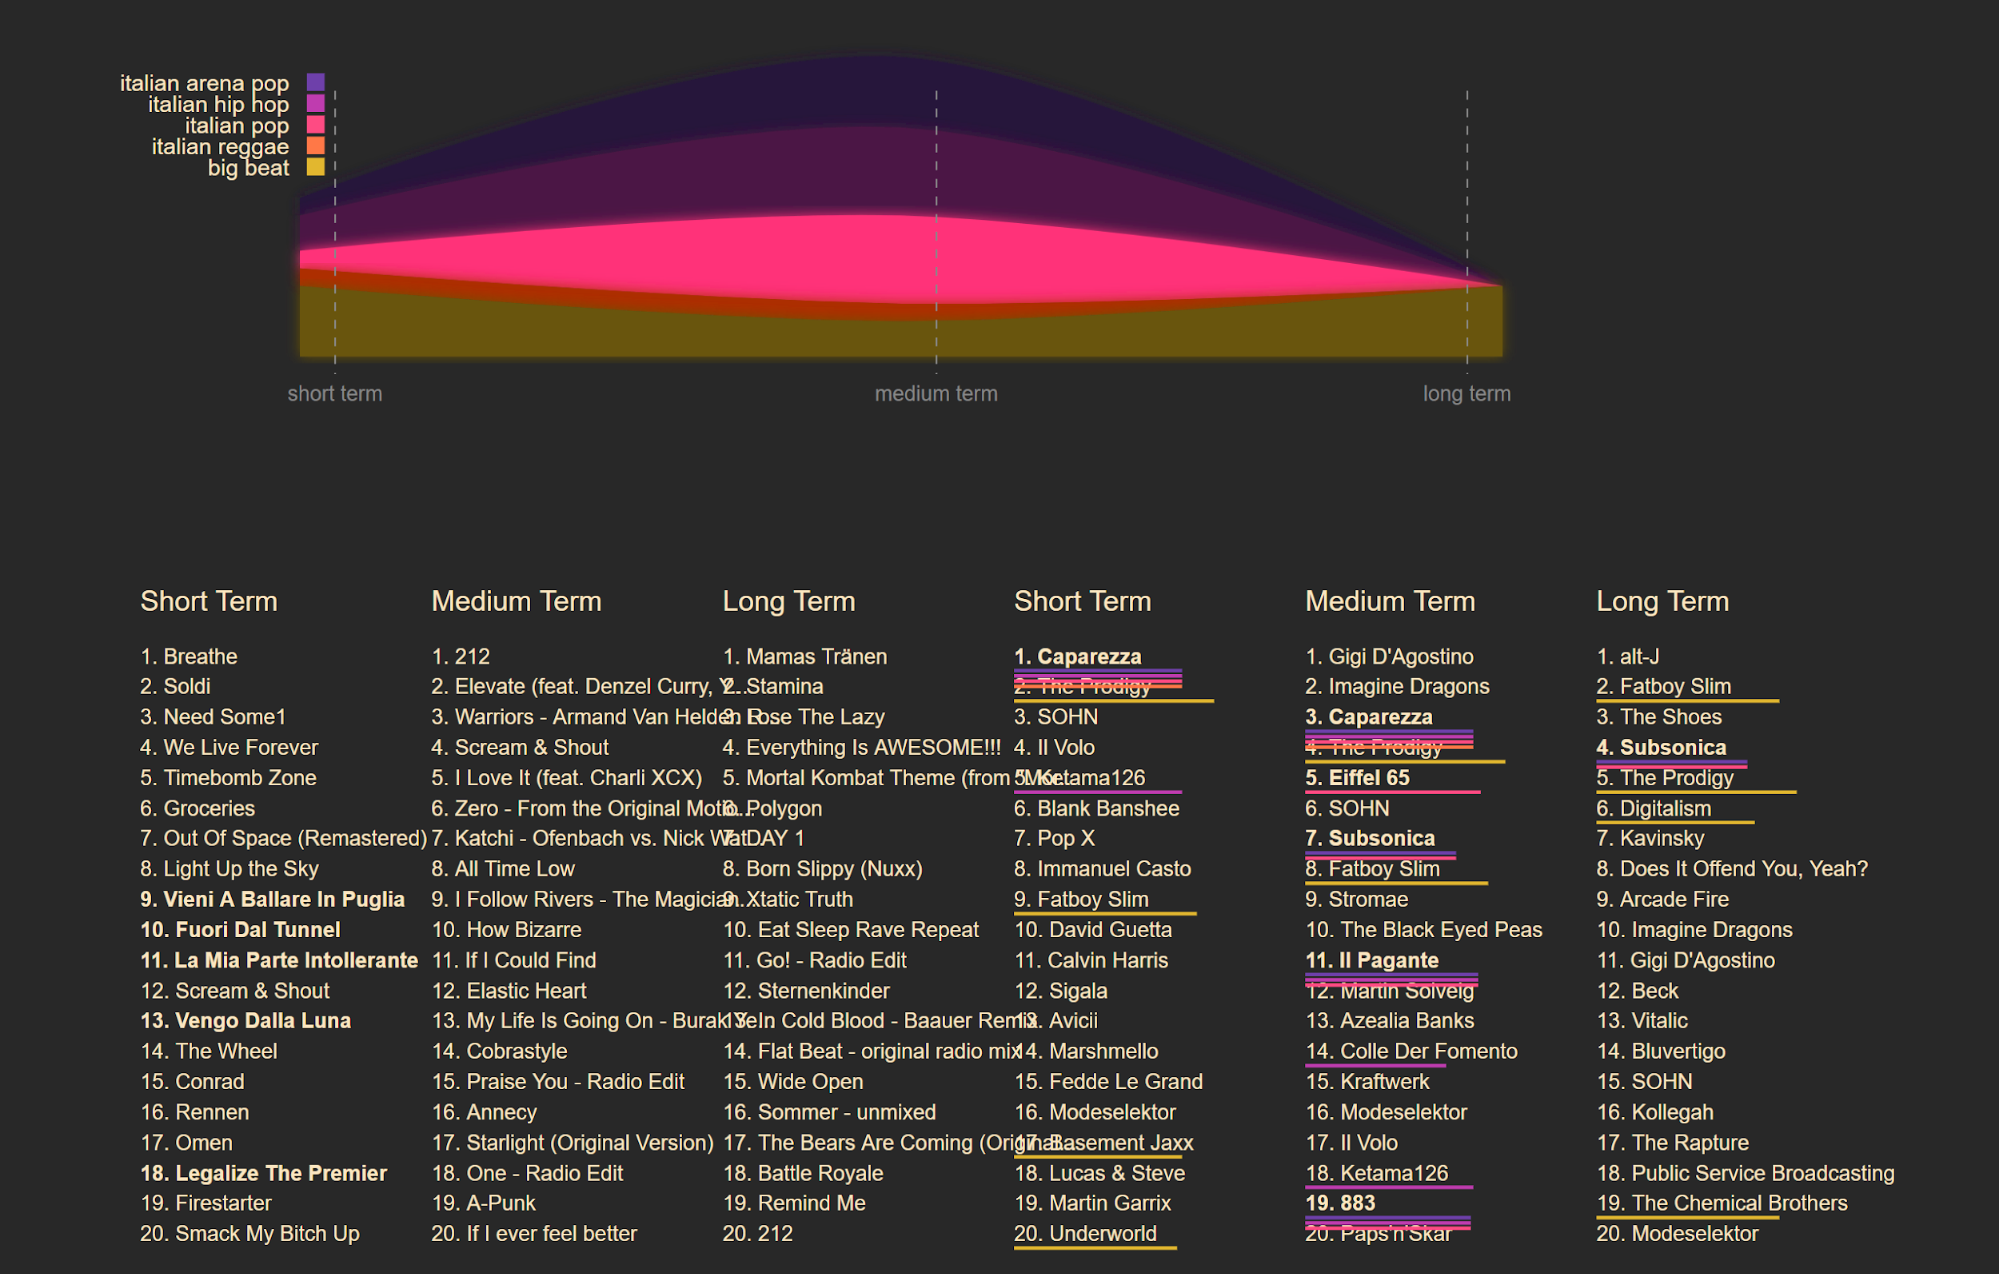 italian arena pop
italian hip hop
italian pop
italian reggae
big beat
short term
medium term
long term
Short Term
1. Breathe
2. Soldi
3. Need Some1
4. We Live Forever
5. Timebomb Zone
6. Groceries
7. Out Of Space (Remastered)
8. Light Up the Sky
9. Vieni A Ballare In Puglia
10. Fuori Dal Tunnel
11. La Mia Parte Intollerante
12. Scream & Shout
13. Vengo Dalla Luna
14. The Wheel
15. Conrad
16. Rennen
17. Omen
18. Legalize The Premier
19. Firestarter
20. Smack My Bitch Up
Medium Term
1. 212
2. Elevate (feat. Denzel Curry, Y...
3. Warriors - Armand Van Helden R...
4. Scream & Shout
5. I Love It (feat. Charli XCX)
6. Zero - From the Original Motio...
7. Katchi - Ofenbach vs. Nick Wat...
8. All Time Low
9. I Follow Rivers - The Magician...
10. How Bizarre
11. If I Could Find
12. Elastic Heart
13. My Life Is Going On - Burak Ye...
14. Cobrastyle
15. Praise You - Radio Edit
16. Annecy
17. Starlight (Original Version)
18. One - Radio Edit
19. A-Punk
20. If I ever feel better
Long Term
1. Mamas Tränen
2. Stamina
3. Lose The Lazy
4. Everything Is AWESOME!!!
5. Mortal Kombat Theme (from "Mor...
6. Polygon
7. DAY 1
8. Born Slippy (Nuxx)
9. Xtatic Truth
10. Eat Sleep Rave Repeat
11. Go! - Radio Edit
12. Sternenkinder
13. In Cold Blood - Baauer Remix
14. Flat Beat - original radio mix
15. Wide Open
16. Sommer - unmixed
17. The Bears Are Coming (Original...
18. Battle Royale
19. Remind Me
20. 212
Short Term
1. Caparezza
2. The Prodigy
3. SOHN
4. Il Volo
5. Ketama126
6. Blank Banshee
7. Pop X
8. Immanuel Casto
9. Fatboy Slim
10. David Guetta
11. Calvin Harris
12. Sigala
13. Avicii
14. Marshmello
15. Fedde Le Grand
16. Modeselektor
17. Basement Jaxx
18. Lucas & Steve
19. Martin Garrix
20. Underworld
Medium Term
1. Gigi D'Agostino
2. Imagine Dragons
3. Caparezza
4. The Prodigy
5. Eiffel 65
6. SOHN
7. Subsonica
8. Fatboy Slim
9. Stromae
10. The Black Eyed Peas
11. Il Pagante
12. Martin Solveig
13. Azealia Banks
14. Colle Der Fomento
15. Kraftwerk
16. Modeselektor
17. Il Volo
18. Ketama126
19. 883
20. Paps'n'Skar
Long Term
1. alt-J
2. Fatboy Slim
3. The Shoes
4. Subsonica
5. The Prodigy
6. Digitalism
7. Kavinsky
8. Does It Offend You, Yeah?
9. Arcade Fire
10. Imagine Dragons
11. Gigi D'Agostino
12. Beck
13. Vitalic
14. Bluvertigo
15. SOHN
16. Kollegah
17. The Rapture
18. Public Service Broadcasting
19. The Chemical Brothers
20. Modeselektor